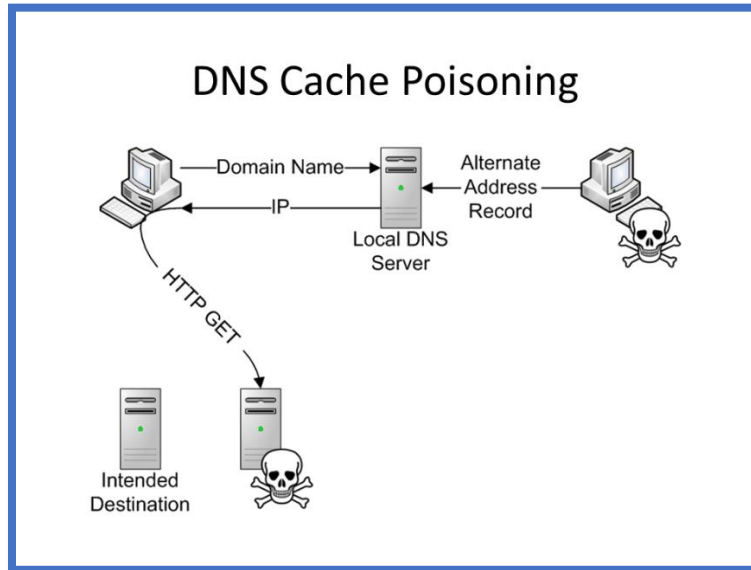 DNS Cache Poisoning
Domain Name
IP
Local DNS
Server
Alternate
Address
Record
HTTP GET
Intended
Destination